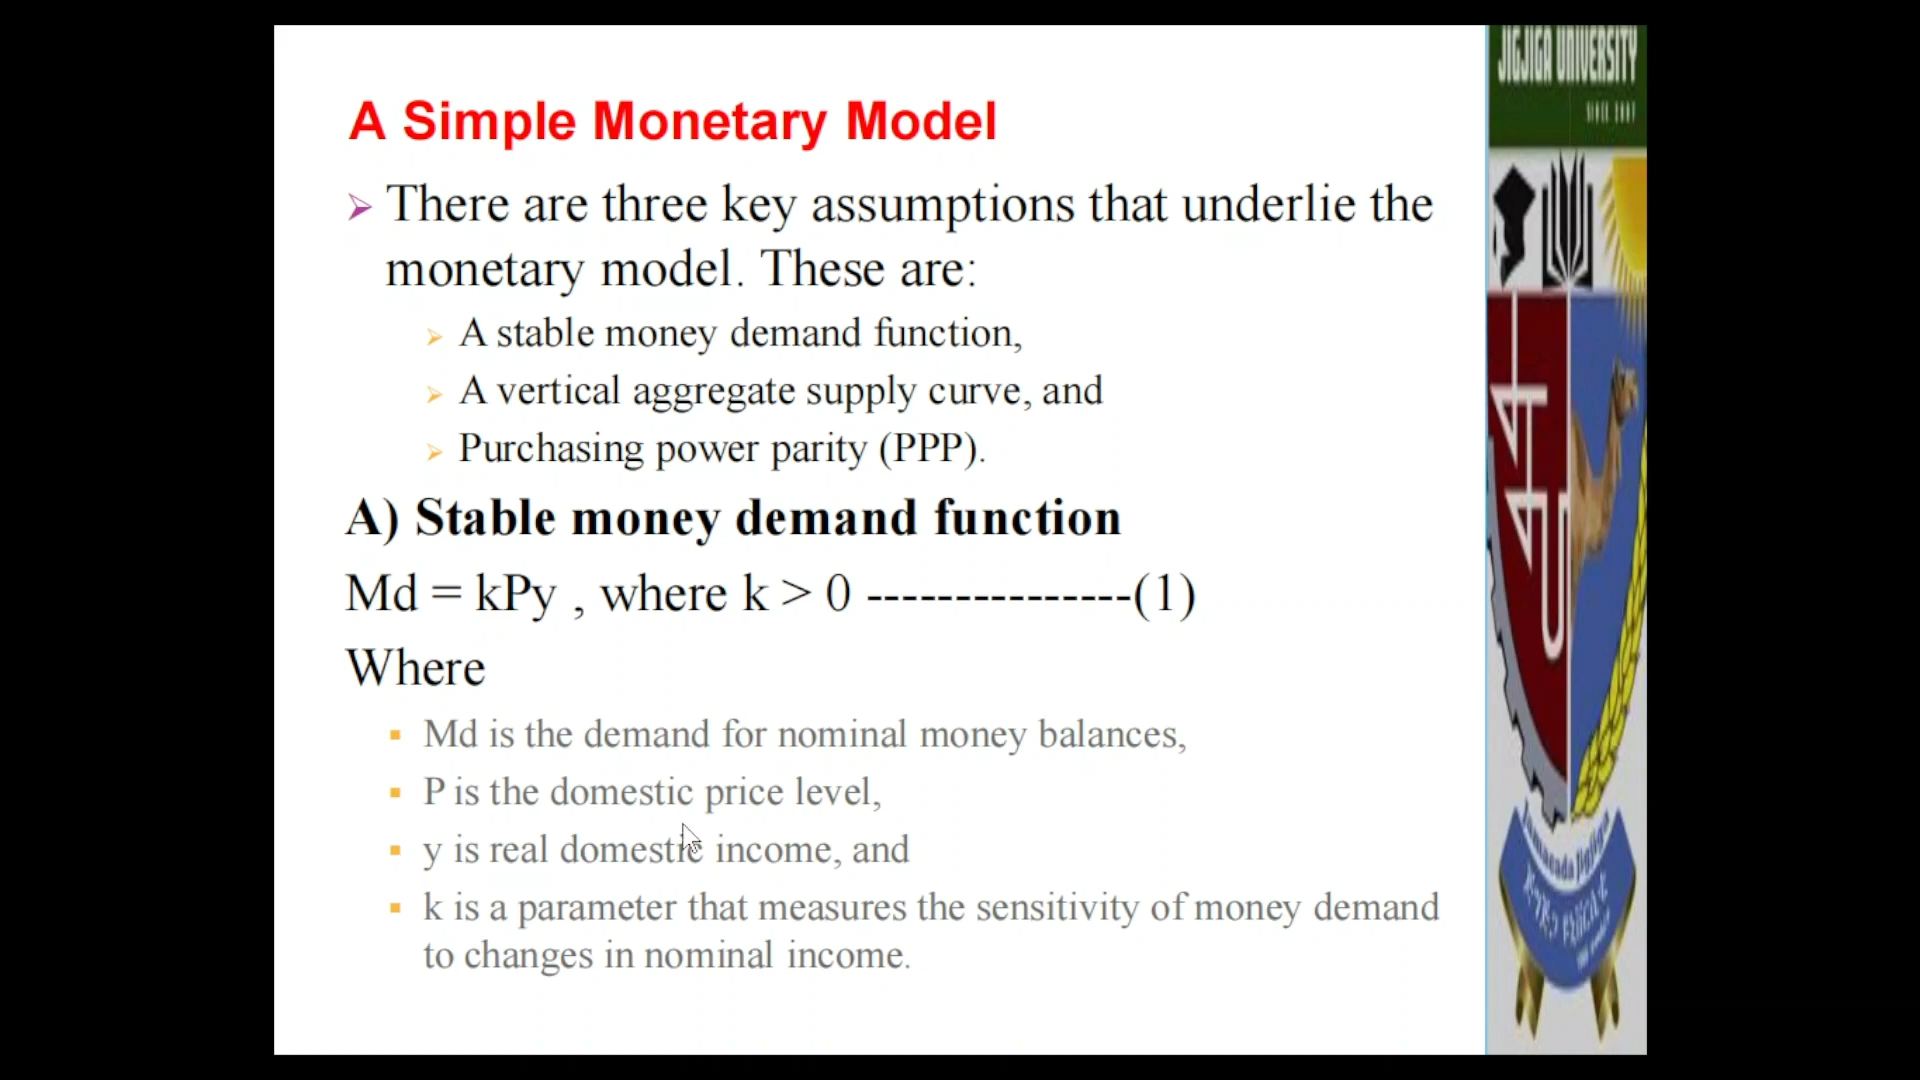 JIGJIGA UNIVERSITY
SINCE 2007
A Simple Monetary Model
➢ There are three key assumptions that underlie the
monetary model. These are:
➢ A stable money demand function,
➢ A vertical aggregate supply curve, and
➢ Purchasing power parity (PPP).
A) Stable money demand function
Md = kPy , where k > 0 ---------------(1)
Where
▪ Md is the demand for nominal money balances,
▪ P is the domestic price level,
▪ y is real domestic income, and
▪ k is a parameter that measures the sensitivity of money demand
to changes in nominal income.
Jigjiga